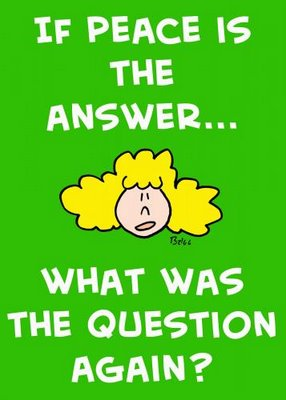 IF PEACE IS
THE
ANSWER...
WHAT WAS
THE QUESTION
AGAIN?